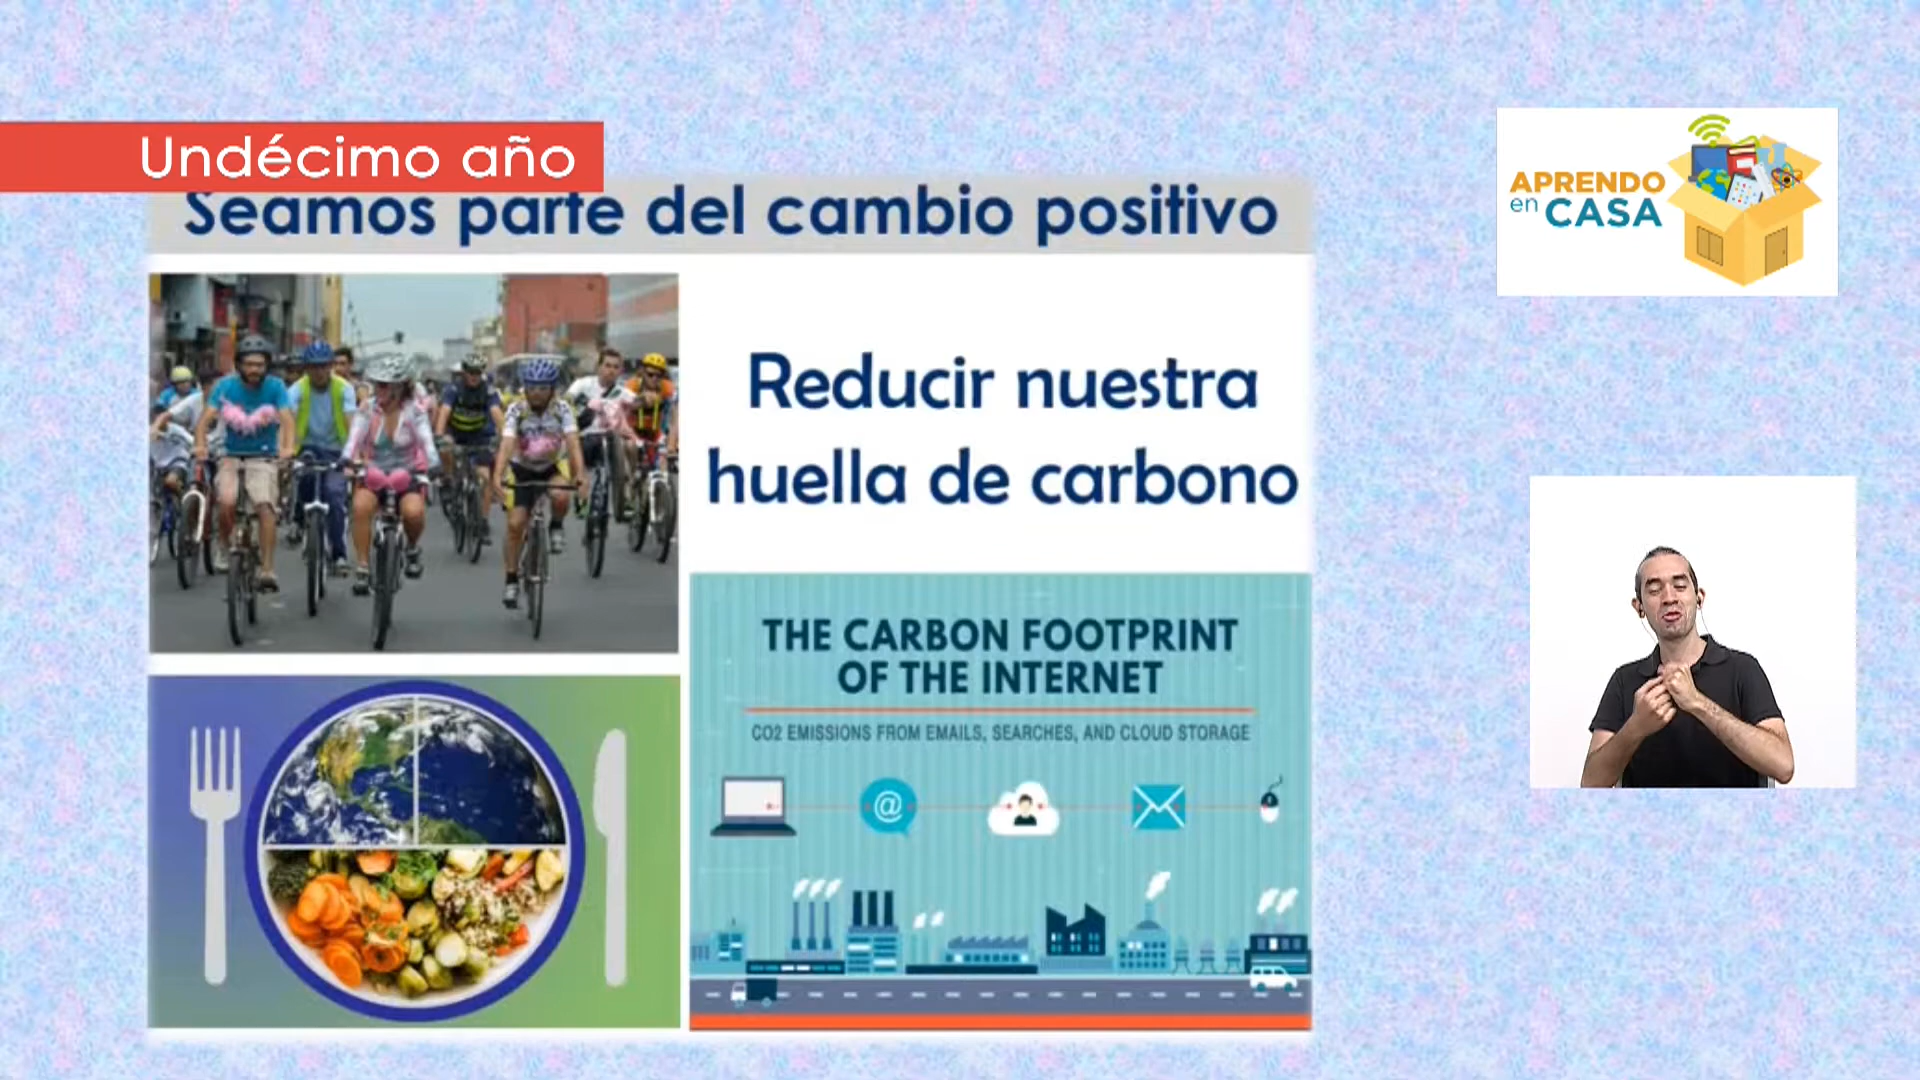 Undécimo año
Seamos parte del cambio positivo
APRENDO
en CASA
Reducir nuestra
huella de carbono
THE CARBON FOOTPRINT
OF THE INTERNET
CO2 EMISSIONS FROM EMAILS, SEARCHES, AND CLOUD STORAGE
@